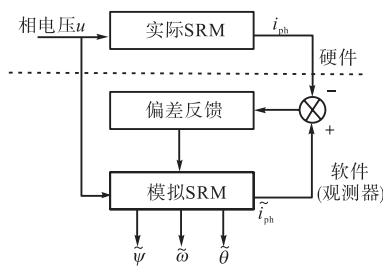 相电压u
实际SRM
i_ph
硬件
−
偏差反馈
+
软件
(观测器)
模拟SRM
ĩ_ph
ψ̃ ω̃ θ̃